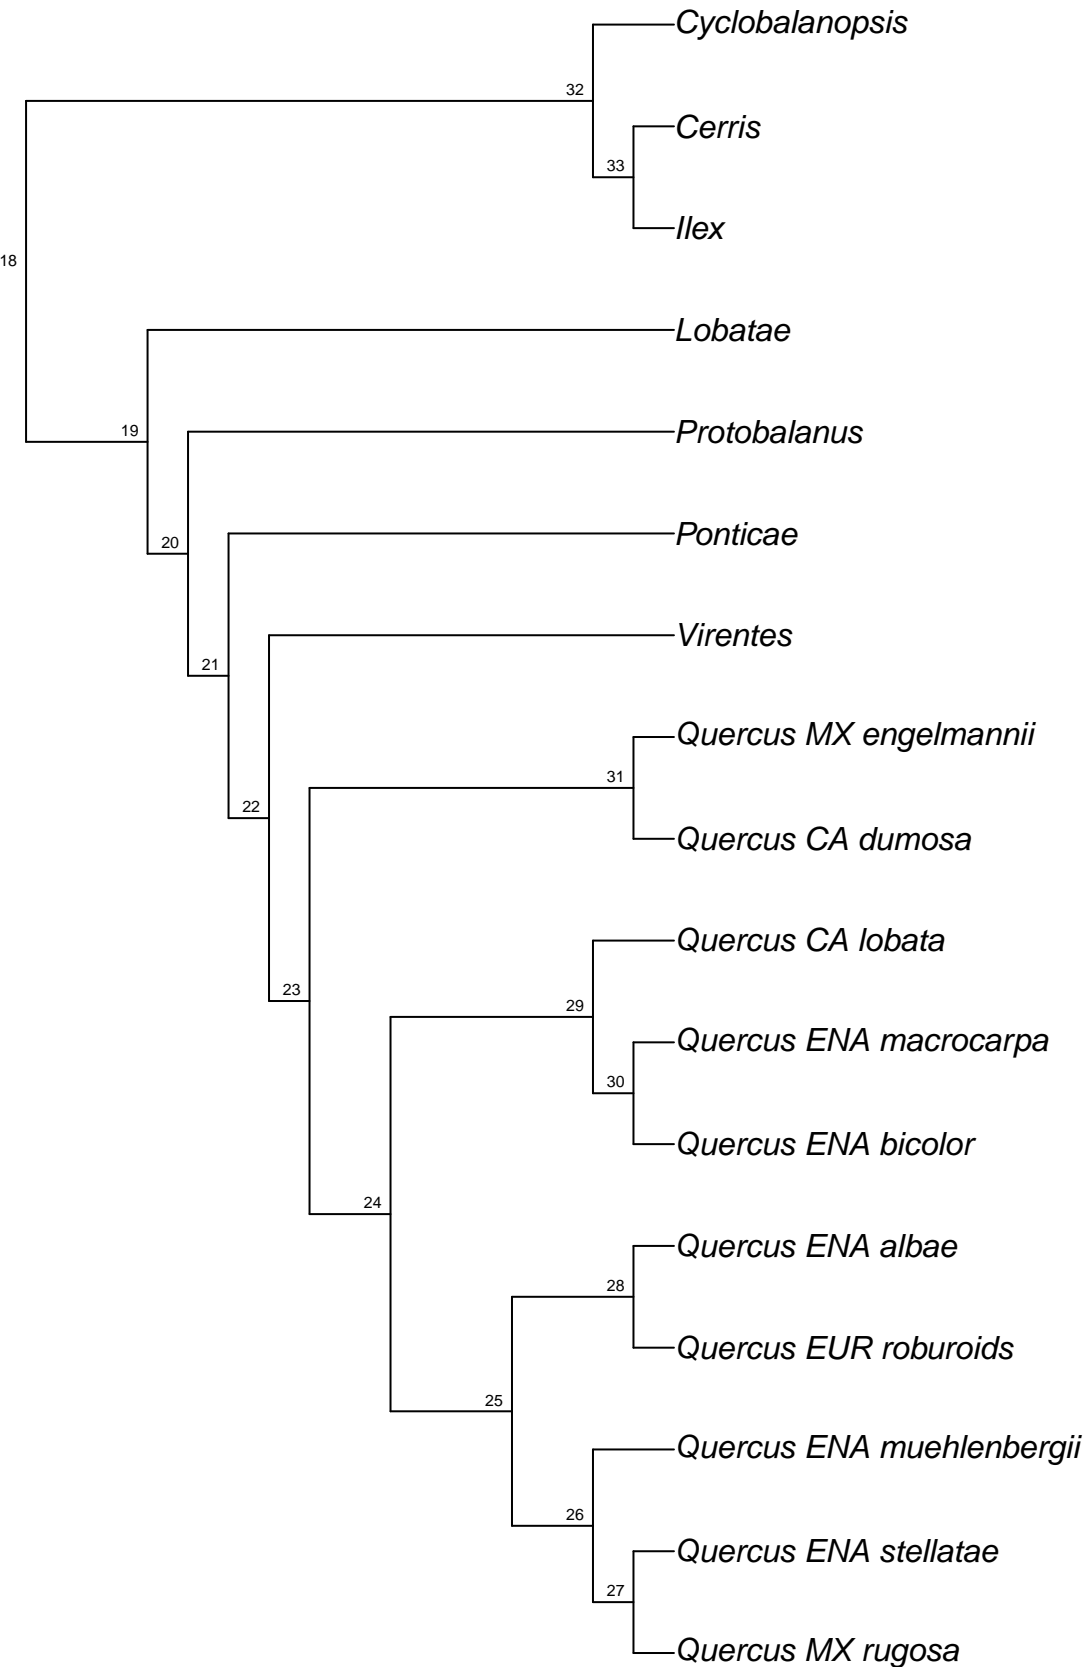 Cyclobalanopsis
32
Cerris
33
Ilex
18
Lobatae
19
Protobalanus
20
Ponticae
Virentes
21
Quercus MX engelmannii
31
22
Quercus CA dumosa
Quercus CA lobata
23
29
Quercus ENA macrocarpa
30
Quercus ENA bicolor
24
Quercus ENA albae
28
Quercus EUR roburoids
25
Quercus ENA muehlenbergii
26
Quercus ENA stellatae
27
Quercus MX rugosa